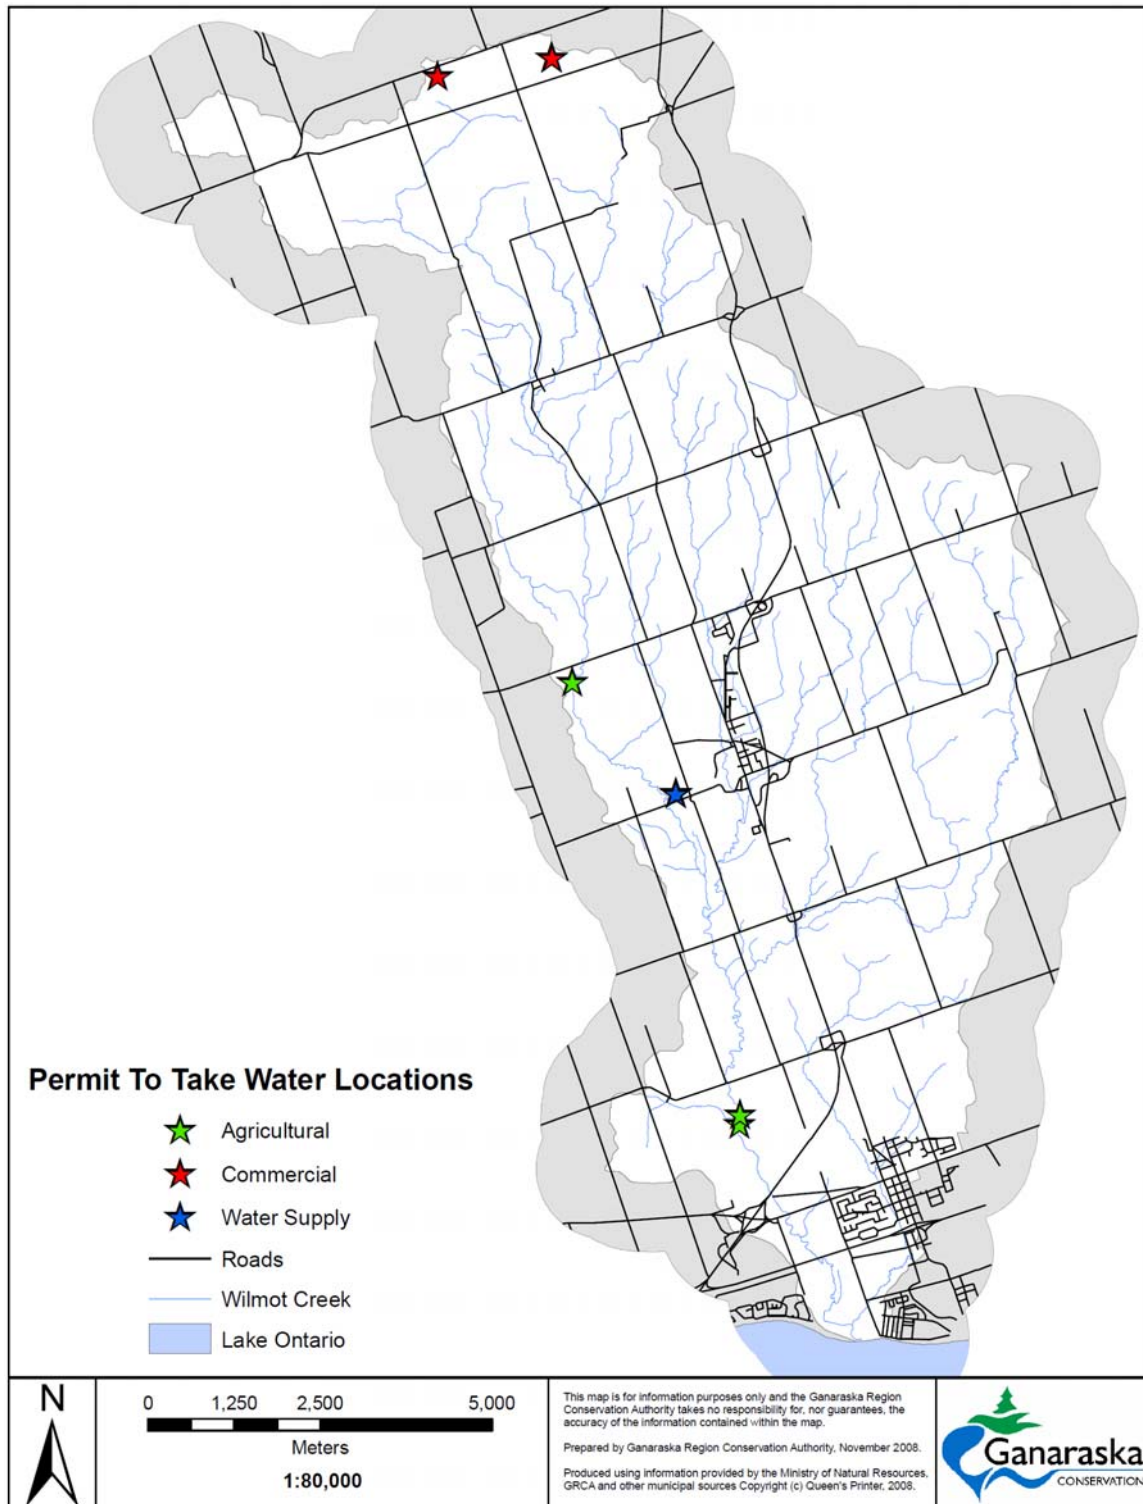 Permit To Take Water Locations
Agricultural
Commercial
Water Supply
Roads
Wilmot Creek
Lake Ontario
N
0 1,250 2,500 5,000
Meters
1:80,000
This map is for information purposes only and the Ganaraska Region
Conservation Authority takes no responsibility for, nor guarantees, the
accuracy of the information contained within the map.
Prepared by Ganaraska Region Conservation Authority, November 2008.
Produced using information provided by the Ministry of Natural Resources,
GRCA and other municipal sources Copyright (c) Queen's Printer, 2008.
Ganaraska
CONSERVATION